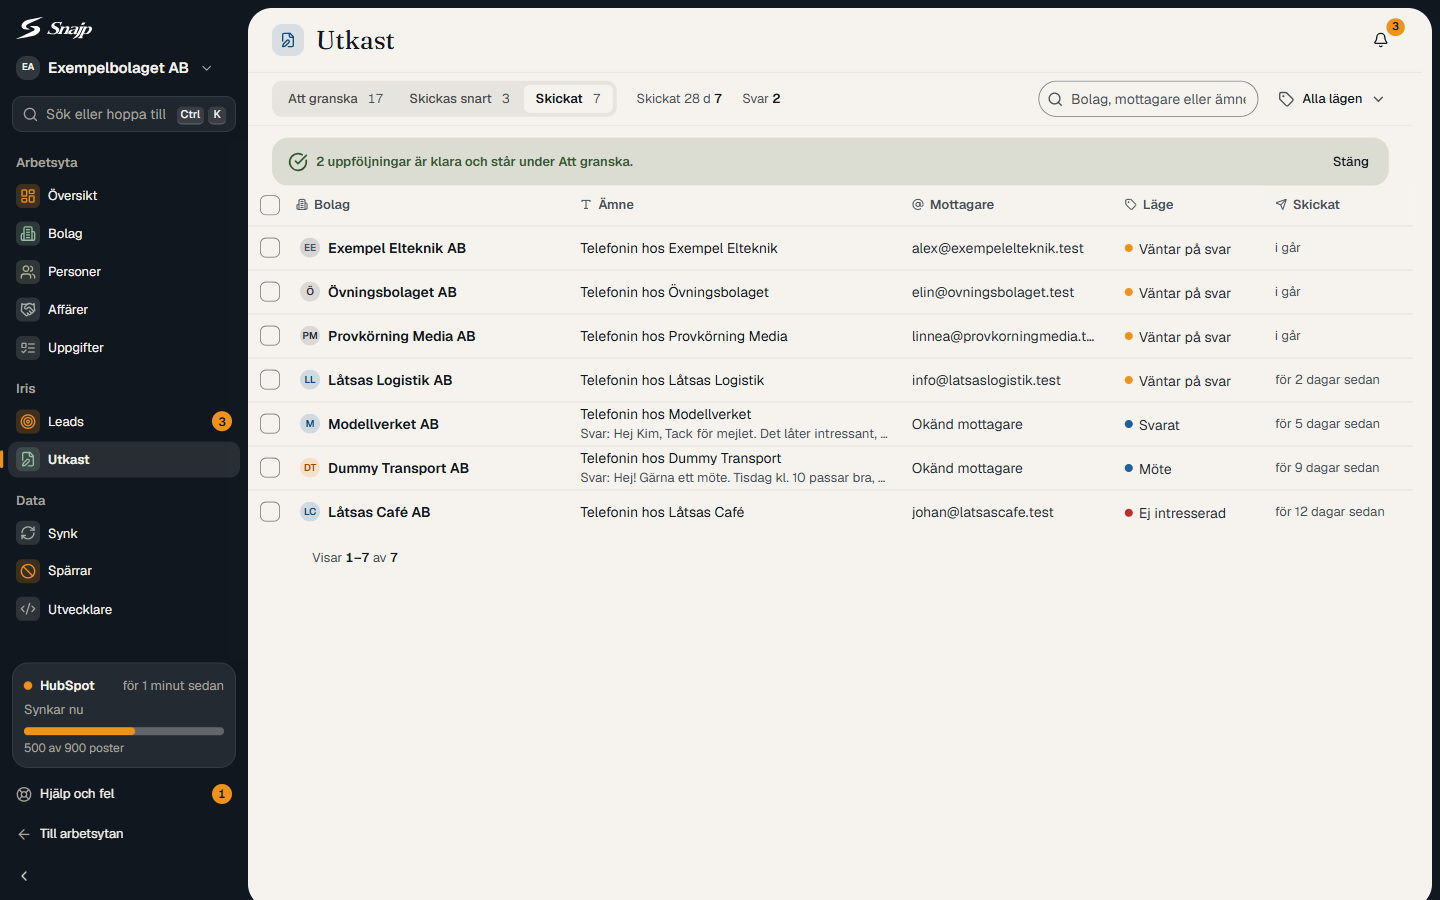 Snajp
EA Exempelbolaget AB
Sök eller hoppa till Ctrl K
Arbetsyta
Översikt
Bolag
Personer
Affärer
Uppgifter
Iris
Leads 3
Utkast
Data
Synk
Spärrar
Utvecklare
HubSpot för 1 minut sedan
Synkar nu
500 av 900 poster
Hjälp och fel 1
Till arbetsytan
Utkast
3
Att granska 17 Skickas snart 3 Skickat 7 Skickat 28 d 7 Svar 2
Bolag, mottagare eller ämne Alla lägen
2 uppföljningar är klara och står under Att granska. Stäng
Bolag Ämne Mottagare Läge Skickat
EE Exempel Elteknik AB Telefonin hos Exempel Elteknik alex@exempelelteknik.test Väntar på svar i går
Ö Övningsbolaget AB Telefonin hos Övningsbolaget elin@ovningsbolaget.test Väntar på svar i går
PM Provkörning Media AB Telefonin hos Provkörning Media linnea@provkorningmedia.t... Väntar på svar i går
LL Låtsas Logistik AB Telefonin hos Låtsas Logistik info@latsaslogistik.test Väntar på svar för 2 dagar sedan
M Modellverket AB Telefonin hos Modellverket Okänd mottagare Svarat för 5 dagar sedan
Svar: Hej Kim, Tack för mejlet. Det låter intressant, ...
DT Dummy Transport AB Telefonin hos Dummy Transport Okänd mottagare Möte för 9 dagar sedan
Svar: Hej! Gärna ett möte. Tisdag kl. 10 passar bra, ...
LC Låtsas Café AB Telefonin hos Låtsas Café johan@latsascafe.test Ej intresserad för 12 dagar sedan
Visar 1–7 av 7